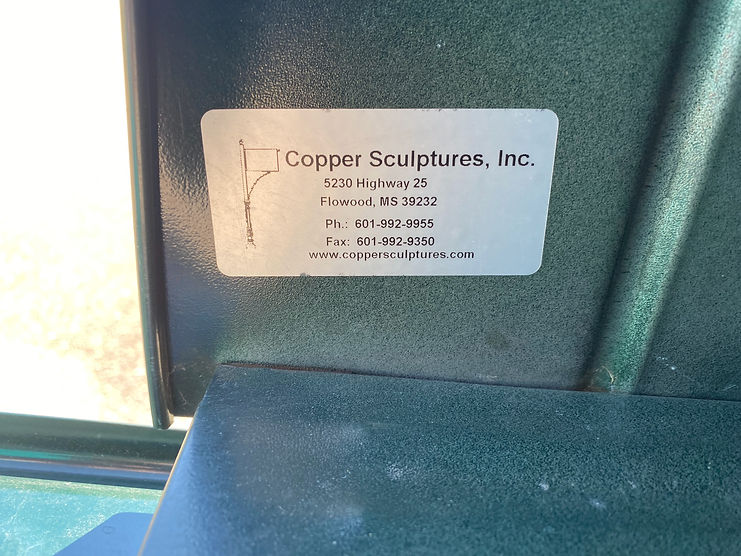 Copper Sculptures, Inc.
5230 Highway 25
Flowood, MS 39232
Ph.: 601-992-9955
Fax: 601-992-9350
www.coppersculptures.com